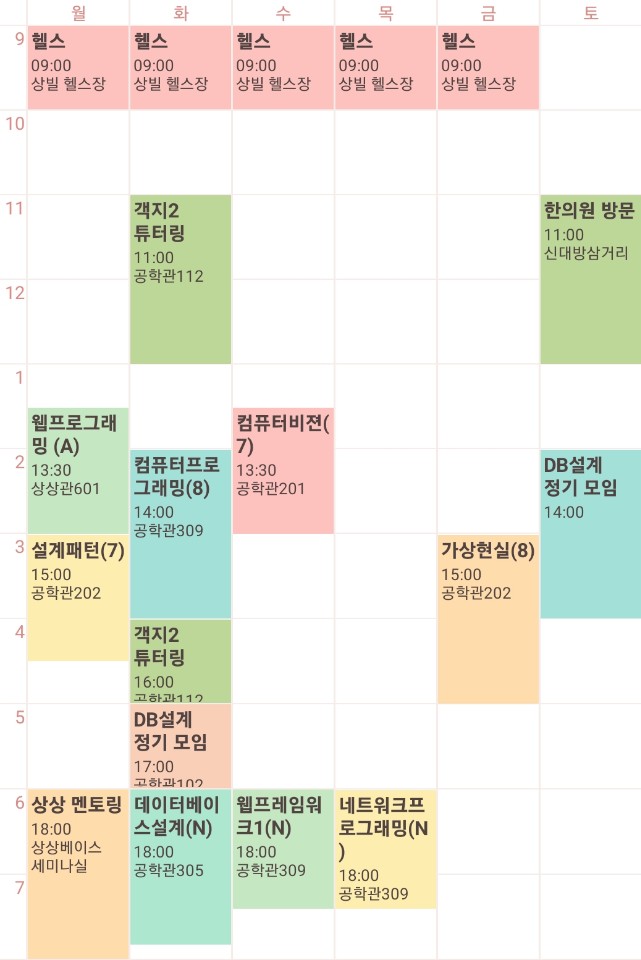 월 화 수 목 금 토
9
헬스
09:00
상빌 헬스장
헬스
09:00
상빌 헬스장
헬스
09:00
상빌 헬스장
헬스
09:00
상빌 헬스장
헬스
09:00
상빌 헬스장
10
11
객지2
튜터링
11:00
공학관112
한의원 방문
11:00
신대방삼거리
12
1
웹프로그래
밍 (A)
13:30
상상관601
컴퓨터비젼(
7)
13:30
공학관201
2
컴퓨터프로
그래밍(8)
14:00
공학관309
DB설계
정기 모임
14:00
3
설계패턴(7)
15:00
공학관202
가상현실(8)
15:00
공학관202
4
객지2
튜터링
16:00
공학관112
5
DB설계
정기 모임
17:00
공학관102
6
상상 멘토링
18:00
상상베이스
세미나실
데이터베이
스설계(N)
18:00
공학관305
웹프레임워
크1(N)
18:00
공학관309
네트워크프
로그래밍(N
)
18:00
공학관309
7